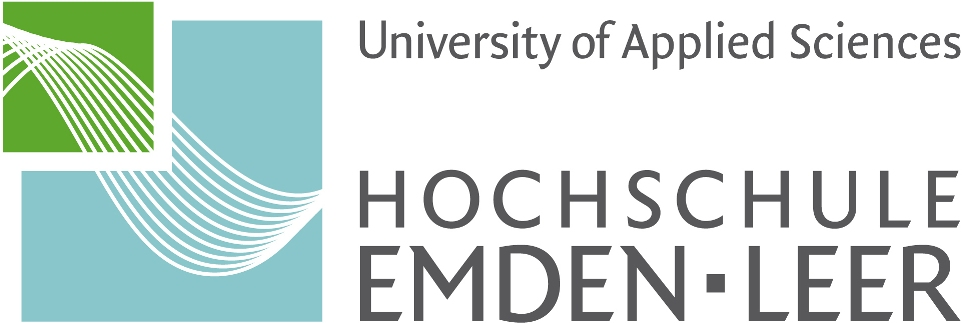 University of Applied Sciences
HOCHSCHULE
EMDEN▪LEER